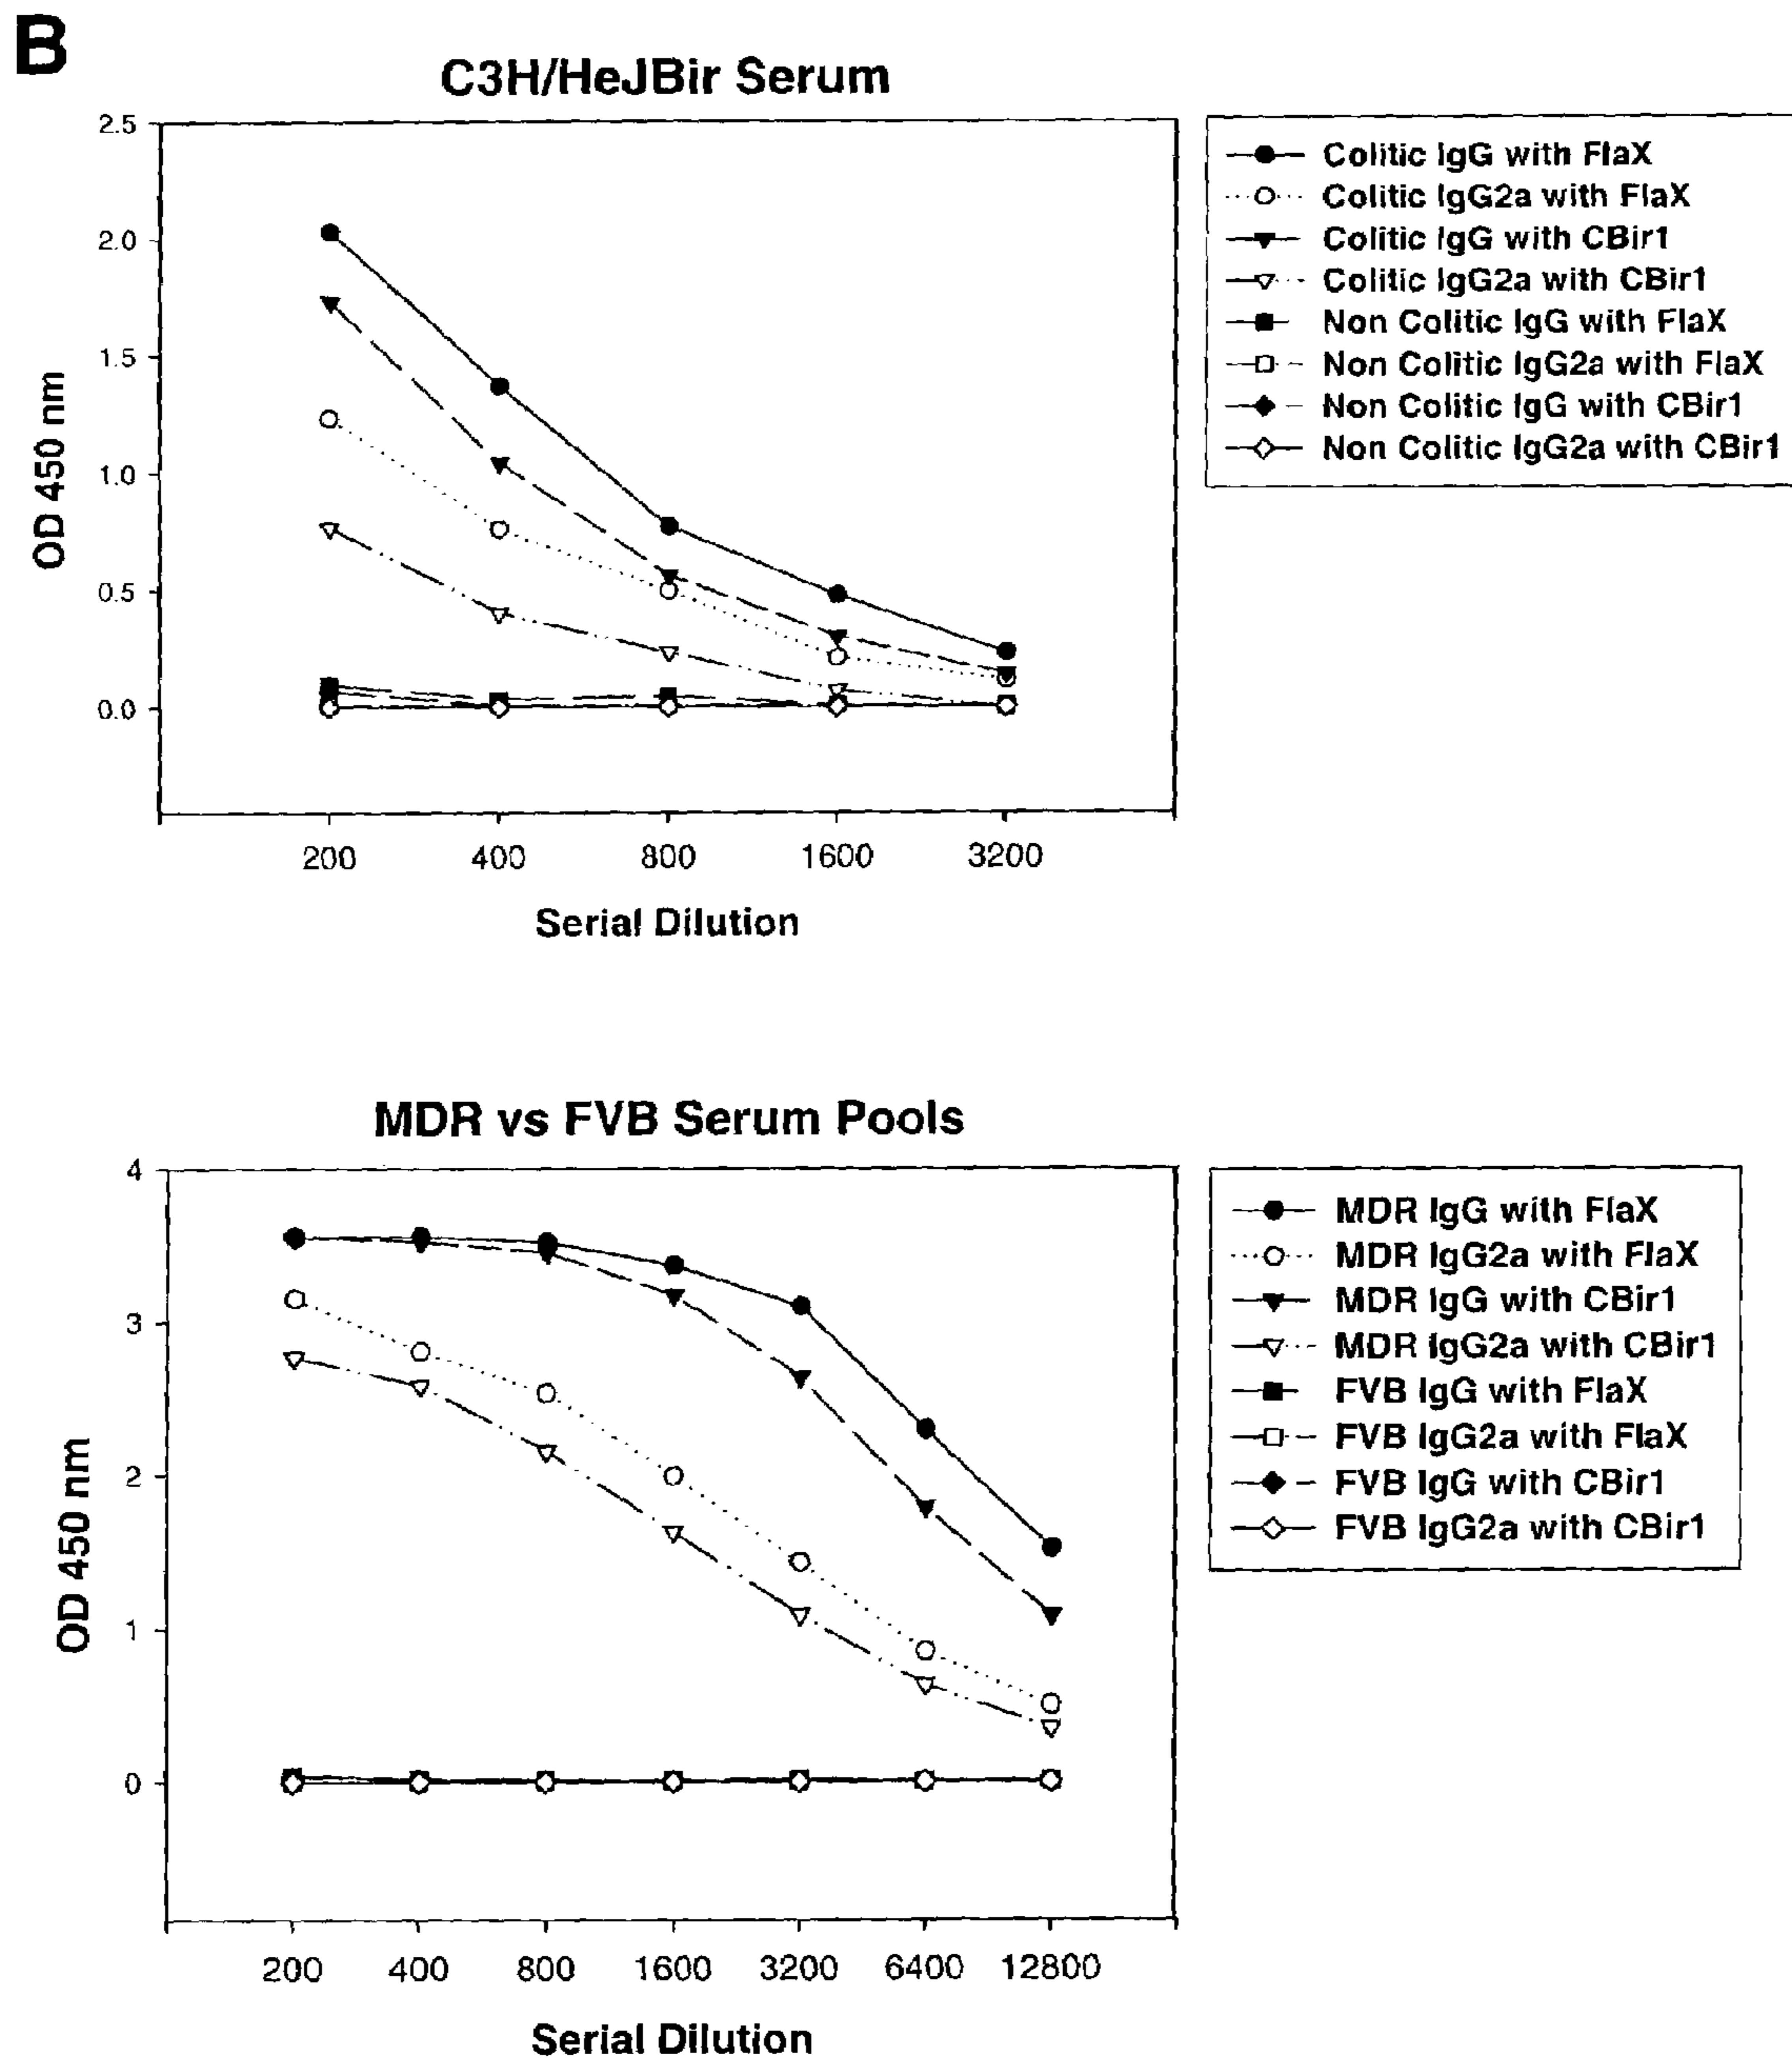 B
C3H/HeJBir Serum
2.5
2.0
1.5
1.0
0.5
0.0
OD 450 nm
200 400 800 1600 3200
Serial Dilution
Colitic IgG with FlaX
Colitic IgG2a with FlaX
Colitic IgG with CBir1
Colitic IgG2a with CBir1
Non Colitic IgG with FlaX
Non Colitic IgG2a with FlaX
Non Colitic IgG with CBir1
Non Colitic IgG2a with CBir1
MDR vs FVB Serum Pools
4
3
2
1
0
OD 450 nm
200 400 800 1600 3200 6400 12800
Serial Dilution
MDR IgG with FlaX
MDR IgG2a with FlaX
MDR IgG with CBir1
MDR IgG2a with CBir1
FVB IgG with FlaX
FVB IgG2a with FlaX
FVB IgG with CBir1
FVB IgG2a with CBir1